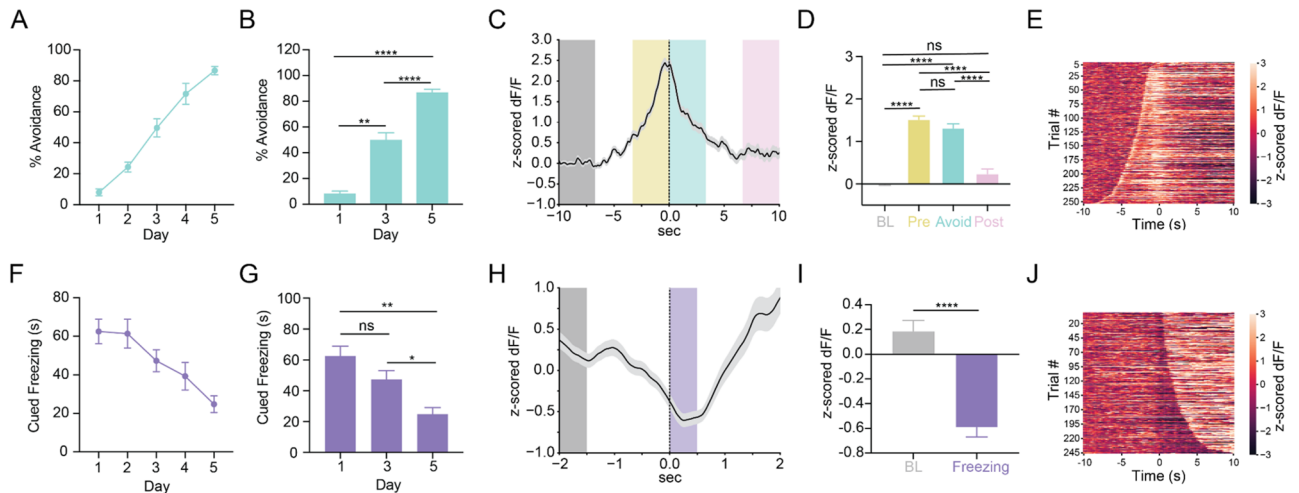 A
% Avoidance
100
80
60
40
20
0
1 2 3 4 5
Day
B
% Avoidance
120
100
80
60
40
20
0
****
****
**
1 3 5
Day
C
z-scored dF/F
3.0
2.5
2.0
1.5
1.0
0.5
0.0
−0.5
−1.0
−10 −5 0.0 5 10
sec
D
z-scored dF/F
3
2
1
0
ns
****
****
****
ns
****
BL Pre Avoid Post
E
Trial #
5
25
50
75
100
125
150
175
200
225
250
-10 -5 0 5 10
Time (s)
3
2
1
0
−1
−2
−3
z-scored dF/F
F
Cued Freezing (s)
80
60
40
20
0
1 2 3 4 5
Day
G
Cued Freezing (s)
100
80
60
40
20
0
**
ns
*
1 3 5
Day
H
z-scored dF/F
1.0
0.5
0.0
−0.5
−1.0
−2 −1 0.0 1 2
sec
I
z-scored dF/F
0.4
0.2
0.0
-0.2
-0.4
-0.6
-0.8
****
BL Freezing
J
Trial #
20
45
70
95
120
145
170
195
220
245
-10 -5 0 5 10
Time (s)
3
2
1
0
−1
−2
−3
z-scored dF/F